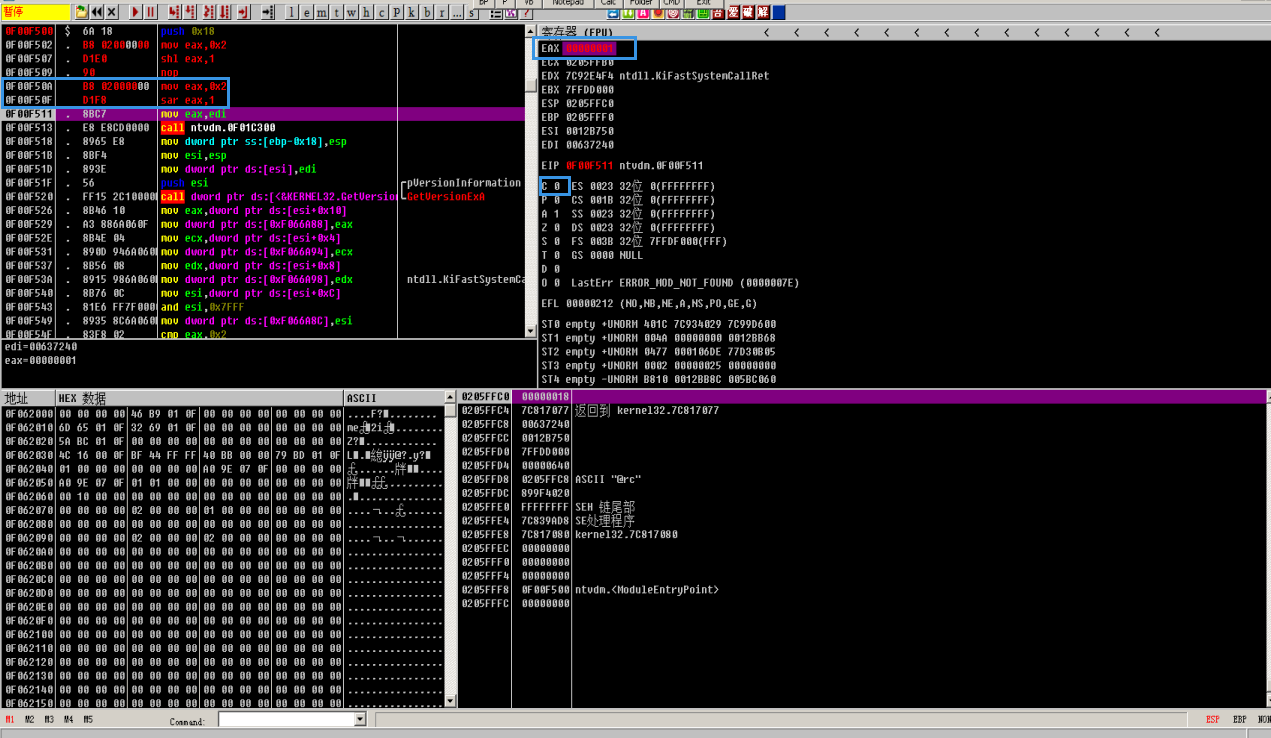 暂停
l e m t w h c P k b r ... s
BP P VB Notepad Calc Folder CMD Exit
0F00F500 $ 6A 18 push 0x18
0F00F502 . B8 02000000 mov eax,0x2
0F00F507 . D1E0 shl eax,1
0F00F509 . 90 nop
0F00F50A B8 02000000 mov eax,0x2
0F00F50F D1F8 sar eax,1
0F00F511 . 8BC7 mov eax,edi
0F00F513 . E8 E8CD0000 call ntvdm.0F01C300
0F00F518 . 8965 E8 mov dword ptr ss:[ebp-0x18],esp
0F00F51B . 8BF4 mov esi,esp
0F00F51D . 893E mov dword ptr ds:[esi],edi
0F00F51F . 56 push esi ┌pVersionInformation
0F00F520 . FF15 2C10000 call dword ptr ds:[<&KERNEL32.GetVersion └GetVersionExA
0F00F526 . 8B46 10 mov eax,dword ptr ds:[esi+0x10]
0F00F529 . A3 886A060F mov dword ptr ds:[0xF066A88],eax
0F00F52E . 8B4E 04 mov ecx,dword ptr ds:[esi+0x4]
0F00F531 . 890D 946A060 mov dword ptr ds:[0xF066A94],ecx
0F00F537 . 8B56 08 mov edx,dword ptr ds:[esi+0x8]
0F00F53A . 8915 986A060 mov dword ptr ds:[0xF066A98],edx ntdll.KiFastSystemCa
0F00F540 . 8B76 0C mov esi,dword ptr ds:[esi+0xC]
0F00F543 . 81E6 FF7F000 and esi,0x7FFF
0F00F549 . 8935 8C6A060 mov dword ptr ds:[0xF066A8C],esi
0F00F54F . 83F8 02 cmp eax,0x2
edi=00637240
eax=00000001
寄存器 (FPU) < < < < < < < < < < < < < <
EAX 00000001
ECX 0205FFB0
EDX 7C92E4F4 ntdll.KiFastSystemCallRet
EBX 7FFDD000
ESP 0205FFC0
EBP 0205FFF0
ESI 0012B750
EDI 00637240
EIP 0F00F511 ntvdm.0F00F511
C 0 ES 0023 32位 0(FFFFFFFF)
P 0 CS 001B 32位 0(FFFFFFFF)
A 1 SS 0023 32位 0(FFFFFFFF)
Z 0 DS 0023 32位 0(FFFFFFFF)
S 0 FS 003B 32位 7FFDF000(FFF)
T 0 GS 0000 NULL
D 0
O 0 LastErr ERROR_MOD_NOT_FOUND (0000007E)
EFL 00000212 (NO,NB,NE,A,NS,PO,GE,G)
ST0 empty +UNORM 401C 7C934029 7C99D600
ST1 empty +UNORM 004A 00000000 0012BB68
ST2 empty +UNORM 0477 000106DE 77D30B05
ST3 empty +UNORM 0002 00000025 00000000
ST4 empty -UNORM B810 0012BB8C 005BC060
地址 HEX 数据 ASCII
0F062000 00 00 00 00 46 B9 01 0F 00 00 00 00 00 00 00 00 ....F?
0F062010 6D 65 01 0F 32 69 01 0F 00 00 00 00 00 00 00 00 me 2i
0F062020 5A BC 01 0F 00 00 00 00 00 00 00 00 00 00 00 00 Z?
0F062030 4C 16 00 0F BF 44 FF FF 40 BB 00 00 79 BD 01 0F
0F062040 01 00 00 00 00 00 00 00 A0 9E 07 0F 00 00 00 00
0F062050 A0 9E 07 0F 01 01 00 00 00 00 00 00 00 00 00 00
0F062060 00 10 00 00 00 00 00 00 00 00 00 00 00 00 00 00
0F062070 00 00 00 00 02 00 00 00 01 00 00 00 00 00 00 00
0F062080 00 00 00 00 00 00 00 00 00 00 00 00 00 00 00 00 ................
0F062090 00 00 00 00 02 00 00 00 02 00 00 00 00 00 00 00
0F0620A0 00 00 00 00 00 00 00 00 00 00 00 00 00 00 00 00 ................
0F0620B0 00 00 00 00 00 00 00 00 00 00 00 00 00 00 00 00 ................
0F0620C0 00 00 00 00 00 00 00 00 00 00 00 00 00 00 00 00 ................
0F0620D0 00 00 00 00 00 00 00 00 00 00 00 00 00 00 00 00 ................
0F0620E0 00 00 00 00 00 00 00 00 00 00 00 00 00 00 00 00 ................
0F0620F0 00 00 00 00 00 00 00 00 00 00 00 00 00 00 00 00 ................
0F062100 00 00 00 00 00 00 00 00 00 00 00 00 00 00 00 00 ................
0F062110 00 00 00 00 00 00 00 00 00 00 00 00 00 00 00 00 ................
0F062120 00 00 00 00 00 00 00 00 00 00 00 00 00 00 00 00 ................
0F062130 00 00 00 00 00 00 00 00 00 00 00 00 00 00 00 00 ................
0F062140 00 00 00 00 00 00 00 00 00 00 00 00 00 00 00 00 ................
0F062150 00 00 00 00 00 00 00 00 00 00 00 00 00 00 00 00 ................
0205FFC0 00000018
0205FFC4 7C817077 返回到 kernel32.7C817077
0205FFC8 00637240
0205FFCC 0012B750
0205FFD0 7FFDD000
0205FFD4 00000640
0205FFD8 0205FFC8 ASCII "@rc"
0205FFDC 899F4020
0205FFE0 FFFFFFFF SEH 链尾部
0205FFE4 7C839AD8 SE处理程序
0205FFE8 7C817080 kernel32.7C817080
0205FFEC 00000000
0205FFF0 00000000
0205FFF4 00000000
0205FFF8 0F00F500 ntvdm.<ModuleEntryPoint>
0205FFFC 00000000
M1 M2 M3 M4 M5 Command: ESP EBP NON